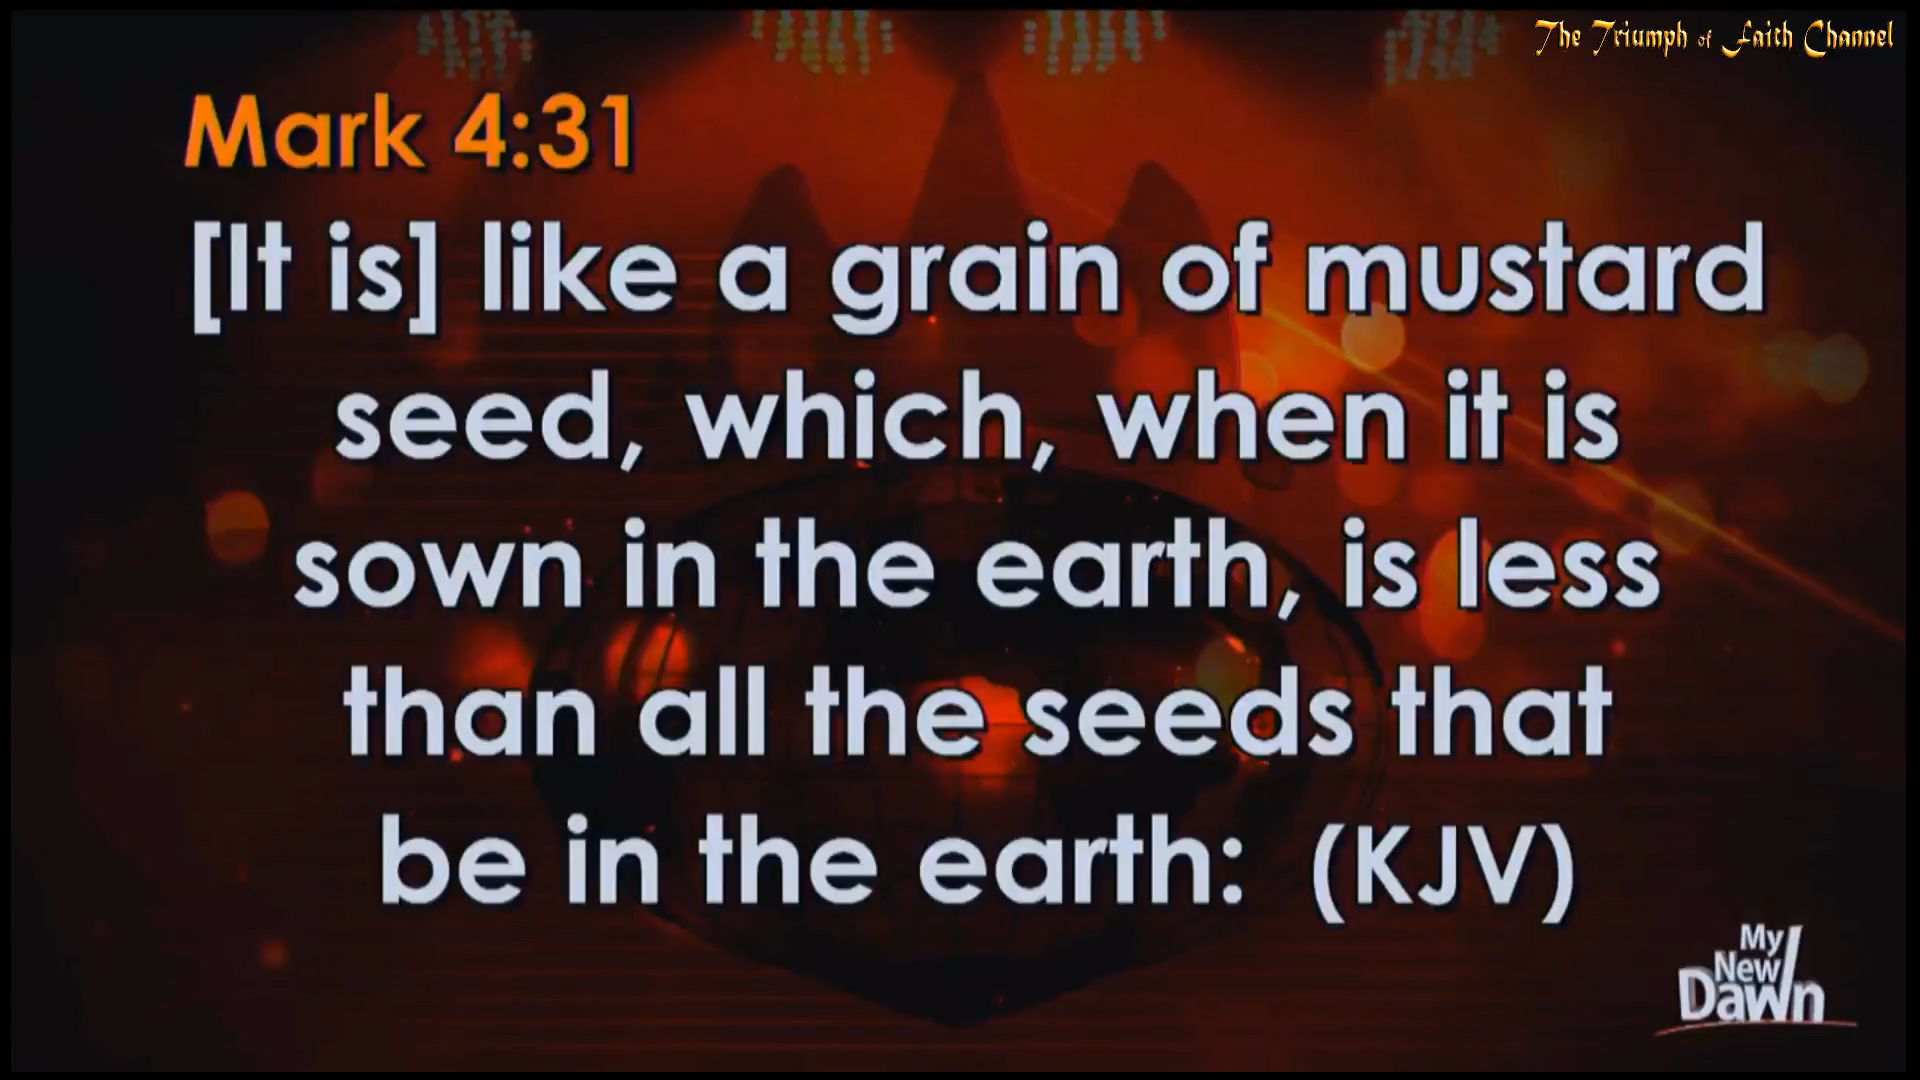 The Triumph of Faith Channel
Mark 4:31
[It is] like a grain of mustard
seed, which, when it is
sown in the earth, is less
than all the seeds that
be in the earth: (KJV)
My
New
Dawn